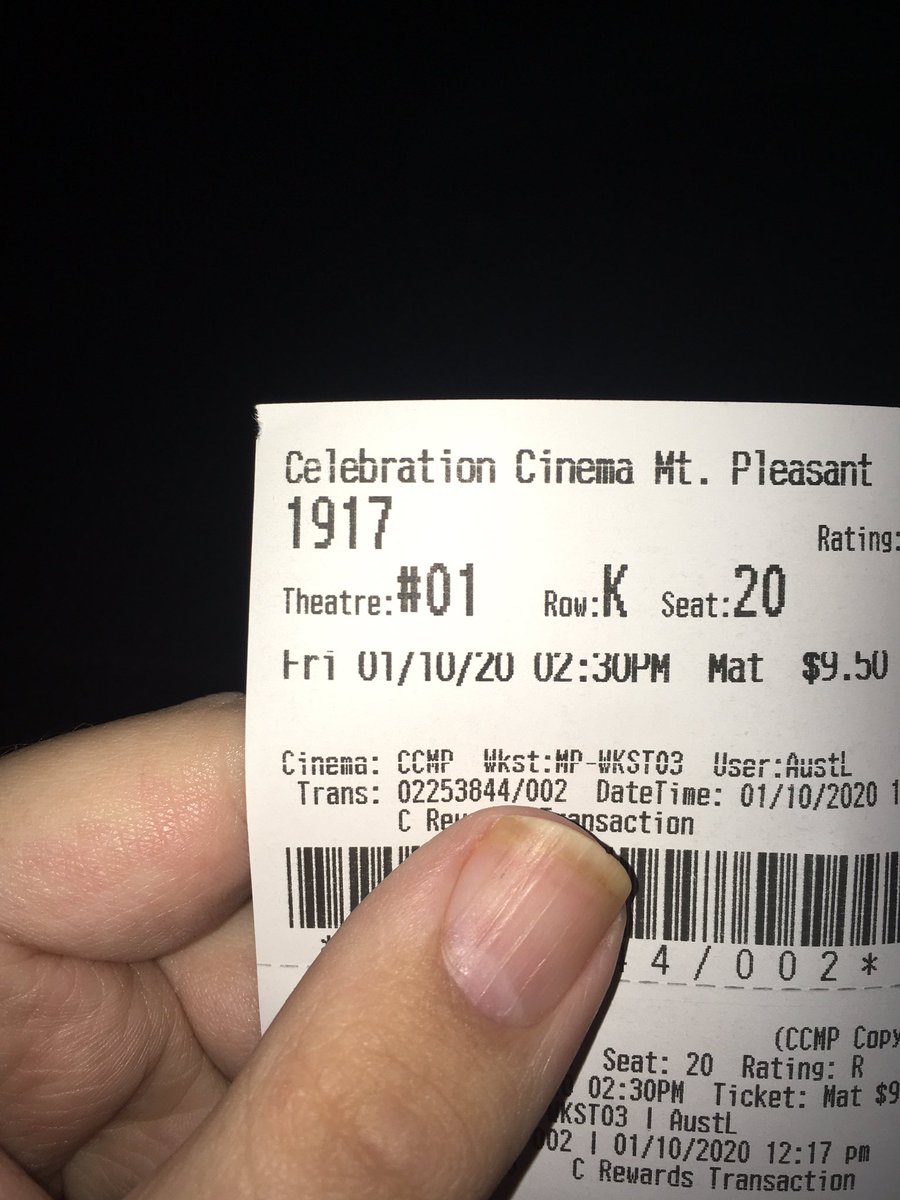 Celebration Cinema Mt. Pleasant
1917
Rating:
Theatre:#01 Row:K Seat:20
Fri 01/10/20 02:30PM Mat $9.50
Cinema: CCMP Wkst:MP-WKST03 User:AustL
Trans: 02253844/002 DateTime: 01/10/2020 1
C Transaction
4/002*
(CCMP Copy
Seat: 20 Rating: R
02:30PM Ticket: Mat $9
WKST03 | AustL
002 | 01/10/2020 12:17 pm
C Rewards Transaction